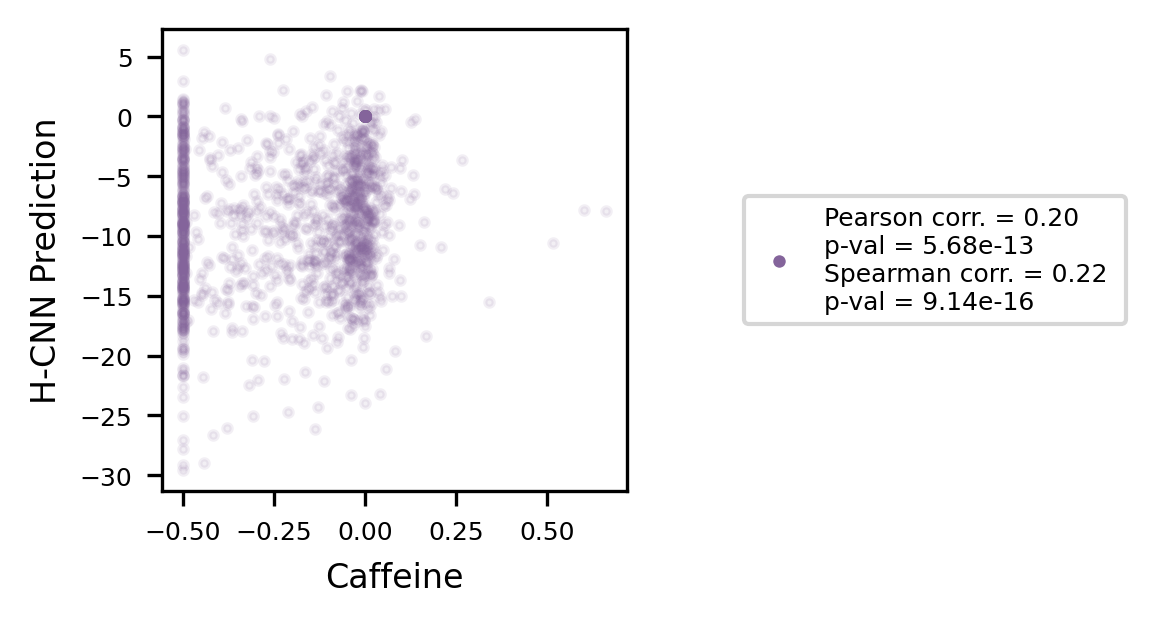 H-CNN Prediction
5
0
−5
−10
−15
−20
−25
−30
−0.50 −0.25 0.00 0.25 0.50
Caffeine
Pearson corr. = 0.20
p-val = 5.68e-13
Spearman corr. = 0.22
p-val = 9.14e-16